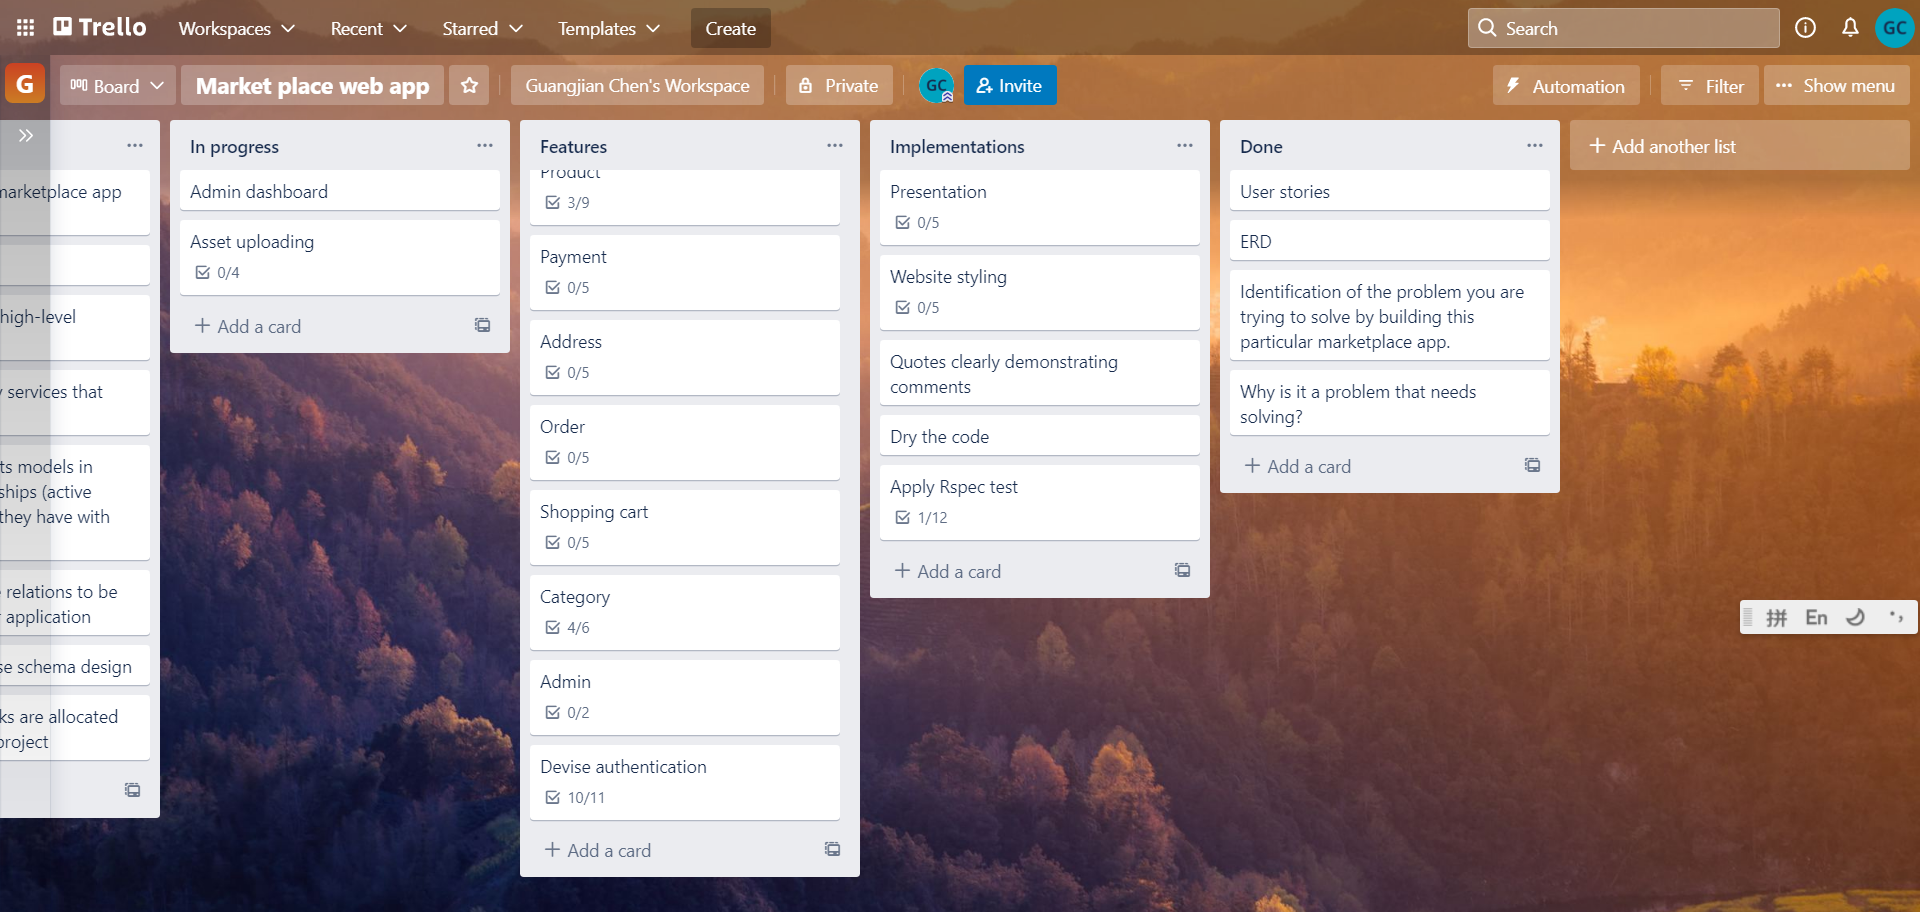 Trello
Workspaces
Recent
Starred
Templates
Create
Search
GC
G
Board
Market place web app
Guangjian Chen's Workspace
Private
GC
Invite
Automation
Filter
Show menu
marketplace app
high-level
services that
ts models in
ships (active
they have with
relations to be
application
se schema design
ks are allocated
project
In progress
Admin dashboard
Asset uploading
0/4
Add a card
Features
Product
3/9
Payment
0/5
Address
0/5
Order
0/5
Shopping cart
0/5
Category
4/6
Admin
0/2
Devise authentication
10/11
Add a card
Implementations
Presentation
0/5
Website styling
0/5
Quotes clearly demonstrating
comments
Dry the code
Apply Rspec test
1/12
Add a card
Done
User stories
ERD
Identification of the problem you are
trying to solve by building this
particular marketplace app.
Why is it a problem that needs
solving?
Add a card
Add another list
拼 En